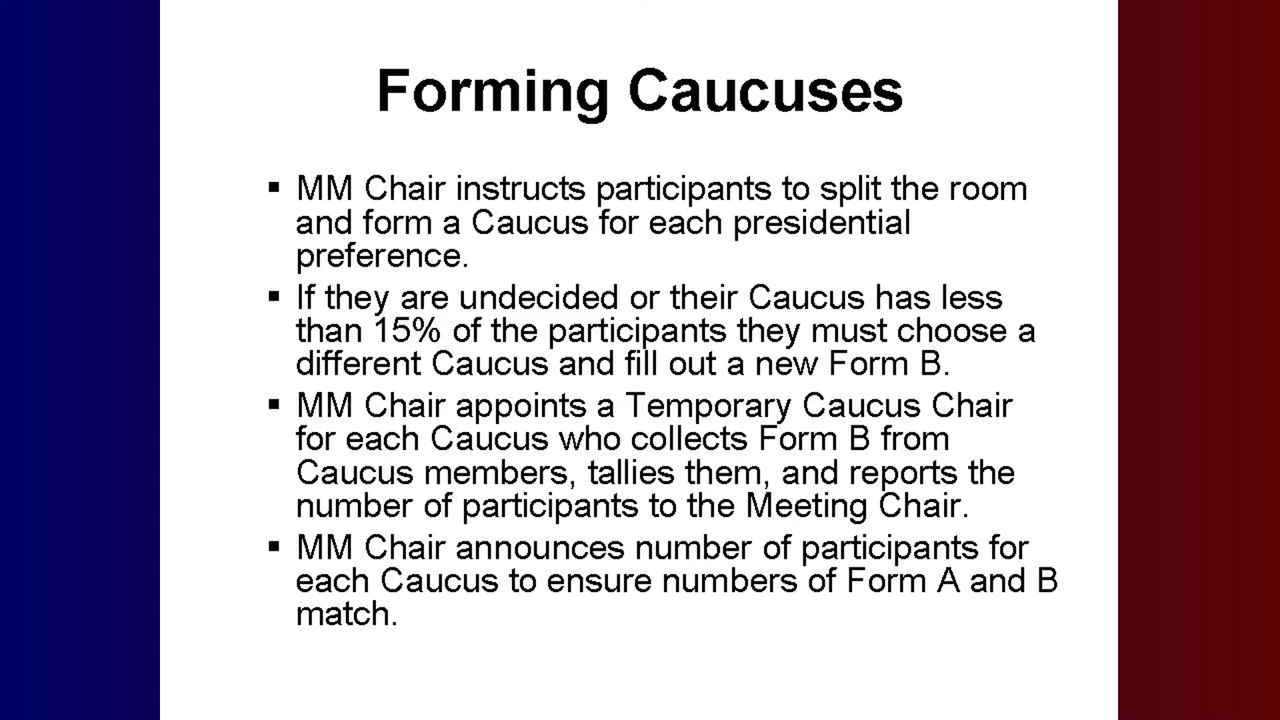 Forming Caucuses
▪ MM Chair instructs participants to split the room
and form a Caucus for each presidential
preference.
▪ If they are undecided or their Caucus has less
than 15% of the participants they must choose a
different Caucus and fill out a new Form B.
▪ MM Chair appoints a Temporary Caucus Chair
for each Caucus who collects Form B from
Caucus members, tallies them, and reports the
number of participants to the Meeting Chair.
▪ MM Chair announces number of participants for
each Caucus to ensure numbers of Form A and B
match.